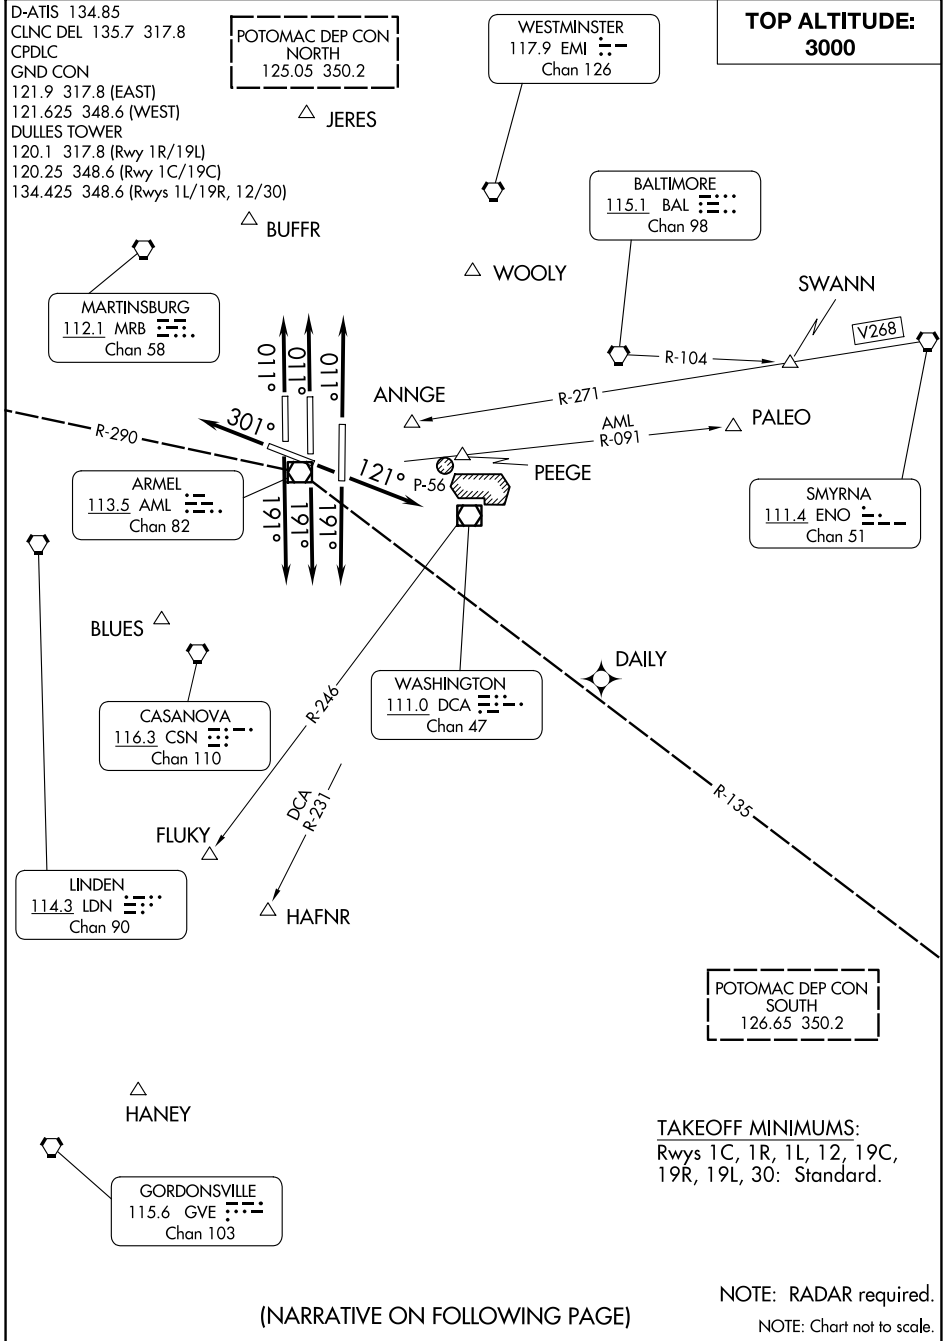 D-ATIS 134.85
CLNC DEL 135.7 317.8
CPDLC
GND CON
121.9 317.8 (EAST)
121.625 348.6 (WEST)
DULLES TOWER
120.1 317.8 (Rwy 1R/19L)
120.25 348.6 (Rwy 1C/19C)
134.425 348.6 (Rwys 1L/19R, 12/30)
POTOMAC DEP CON
NORTH
125.05 350.2
WESTMINSTER
117.9 EMI
Chan 126
TOP ALTITUDE:
3000
JERES
BUFFR
WOOLY
BALTIMORE
115.1 BAL
Chan 98
SWANN
V268
MARTINSBURG
112.1 MRB
Chan 58
011°
011°
011°
R-104
R-271
ANNGE
301°
AML
R-091
PALEO
R-290
PEEGE
P-56
121°
ARMEL
113.5 AML
Chan 82
191°
191°
191°
SMYRNA
111.4 ENO
Chan 51
BLUES
DAILY
WASHINGTON
111.0 DCA
Chan 47
CASANOVA
116.3 CSN
Chan 110
R-246
DCA
R-231
R-135
FLUKY
LINDEN
114.3 LDN
Chan 90
HAFNR
POTOMAC DEP CON
SOUTH
126.65 350.2
HANEY
TAKEOFF MINIMUMS:
Rwys 1C, 1R, 1L, 12, 19C,
19R, 19L, 30: Standard.
GORDONSVILLE
115.6 GVE
Chan 103
NOTE: RADAR required.
(NARRATIVE ON FOLLOWING PAGE)
NOTE: Chart not to scale.